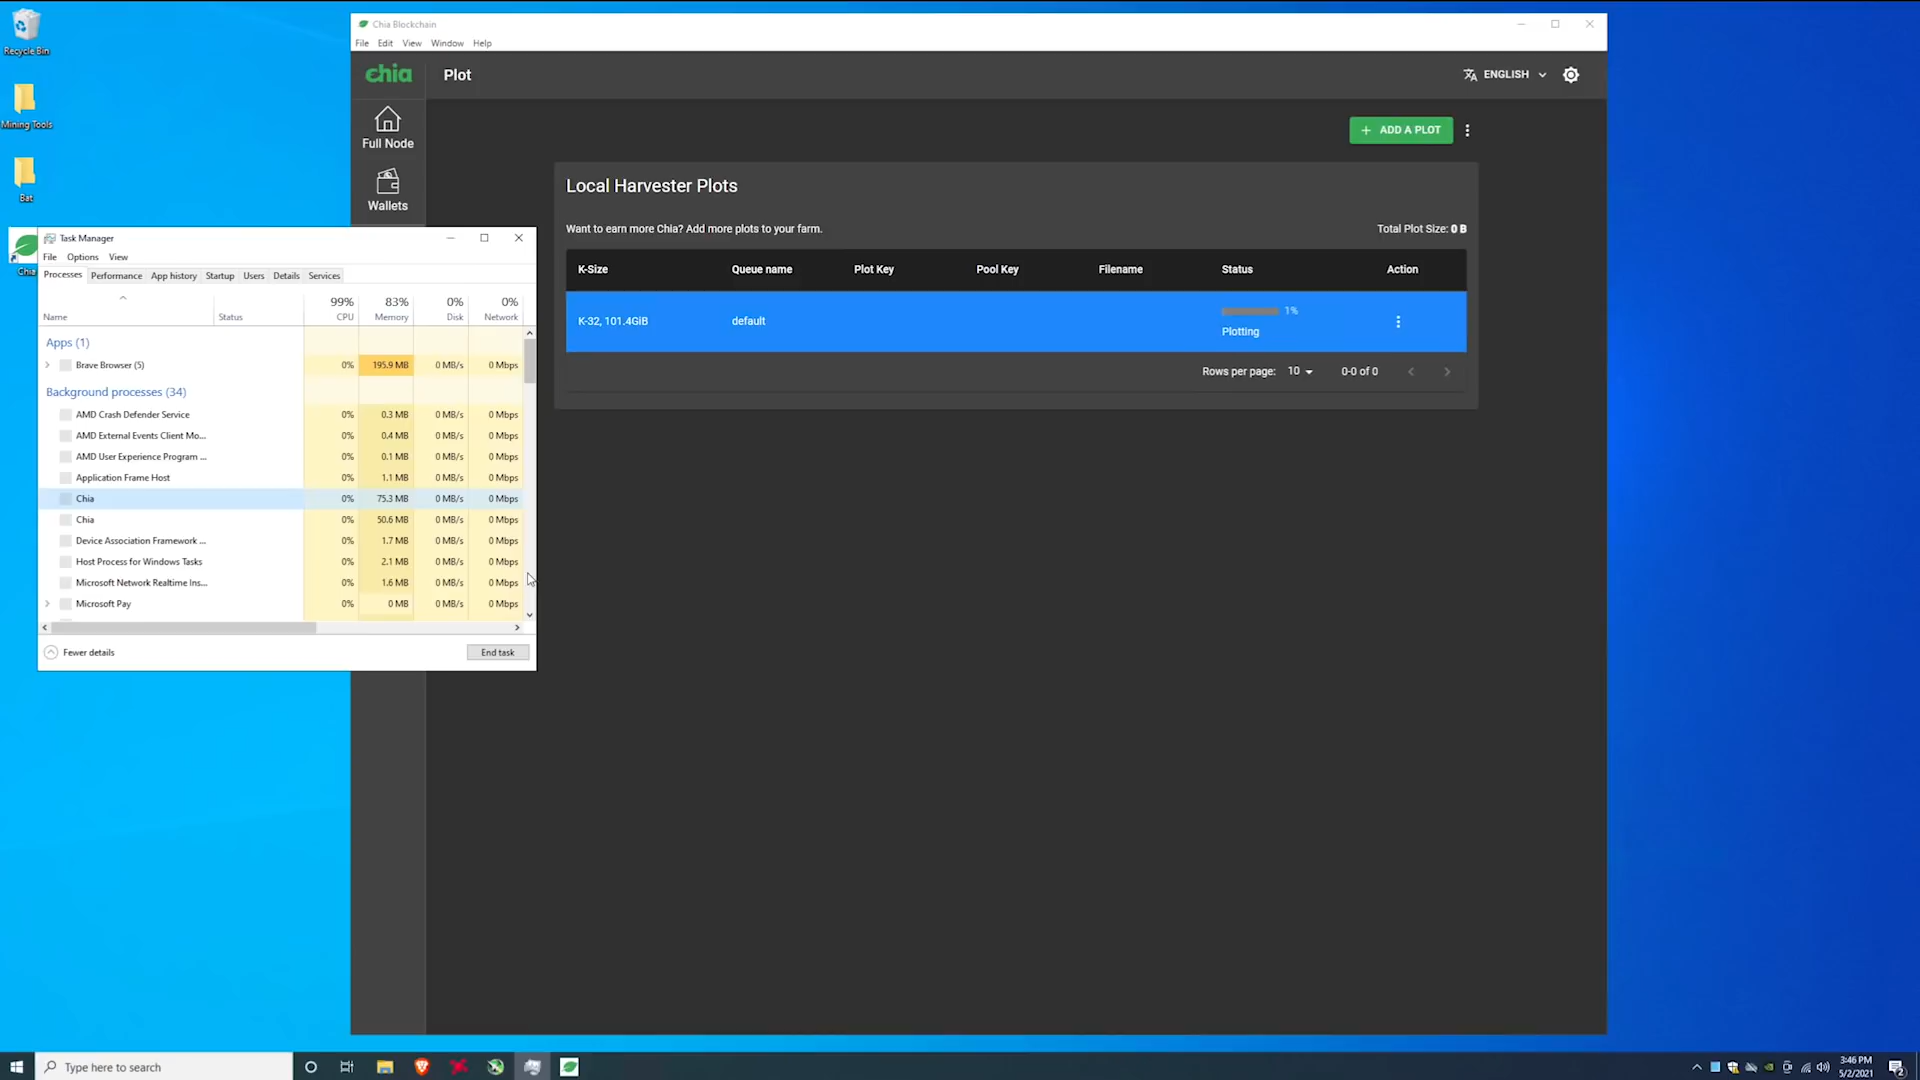 Recycle Bin
Mining Tools
Bat
Chia
Chia Blockchain
File Edit View Window Help
chia
Plot
ENGLISH
Full Node
Wallets
+ ADD A PLOT
Local Harvester Plots
Want to earn more Chia? Add more plots to your farm.
Total Plot Size: 0 B
K-Size Queue name Plot Key Pool Key Filename Status Action
K-32, 101.4GiB default 1%
Plotting
Rows per page: 10 0-0 of 0
Task Manager
File Options View
Processes Performance App history Startup Users Details Services
99% 83% 0% 0%
Name Status CPU Memory Disk Network
Apps (1)
Brave Browser (5) 0% 195.9 MB 0 MB/s 0 Mbps
Background processes (34)
AMD Crash Defender Service 0% 0.3 MB 0 MB/s 0 Mbps
AMD External Events Client Mo... 0% 0.4 MB 0 MB/s 0 Mbps
AMD User Experience Program ... 0% 0.1 MB 0 MB/s 0 Mbps
Application Frame Host 0% 1.1 MB 0 MB/s 0 Mbps
Chia 0% 75.3 MB 0 MB/s 0 Mbps
Chia 0% 50.6 MB 0 MB/s 0 Mbps
Device Association Framework ... 0% 1.7 MB 0 MB/s 0 Mbps
Host Process for Windows Tasks 0% 2.1 MB 0 MB/s 0 Mbps
Microsoft Network Realtime Ins... 0% 1.6 MB 0 MB/s 0 Mbps
Microsoft Pay 0% 0 MB 0 MB/s 0 Mbps
Fewer details
End task
Type here to search
3:46 PM
5/2/2021
2